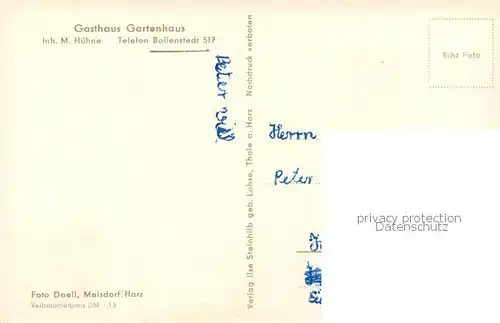 Gasthaus Gartenhaus
Inh. M. Hühne Telefon Ballenstedt 517
Peter
Verlag Ilse Steinhilb geb. Lohse, Thale a. Harz Nachdruck verboten
Echt Foto
Herrn
Peter
privacy protection
Datenschutz
Foto Doell, Meisdorf/Harz
Verbraucherpreis DM -.15